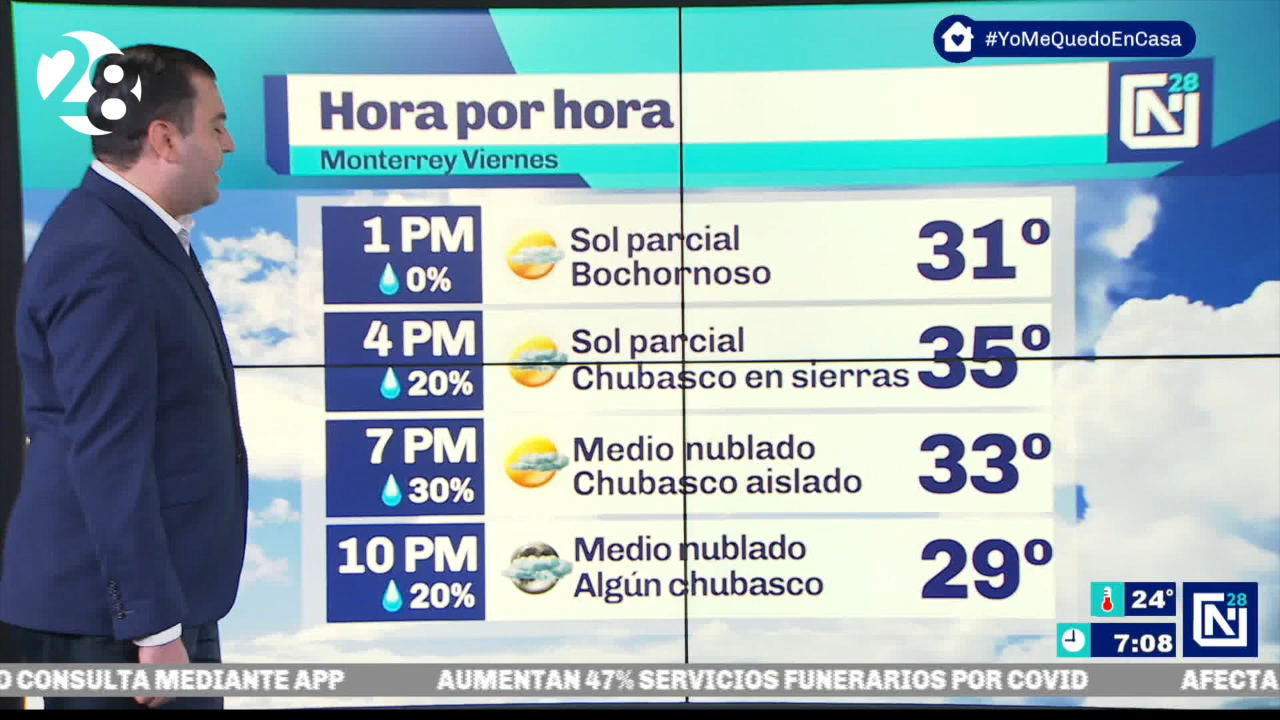 28
#YoMeQuedoEnCasa
Hora por hora
N 28
Monterrey Viernes
1 PM
0%
Sol parcial
Bochornoso
31°
4 PM
20%
Sol parcial
Chubasco en sierras
35°
7 PM
30%
Medio nublado
Chubasco aislado
33°
10 PM
20%
Medio nublado
Algún chubasco
29°
24°
7:08
N 28
O CONSULTA MEDIANTE APP AUMENTAN 47% SERVICIOS FUNERARIOS POR COVID AFECTA